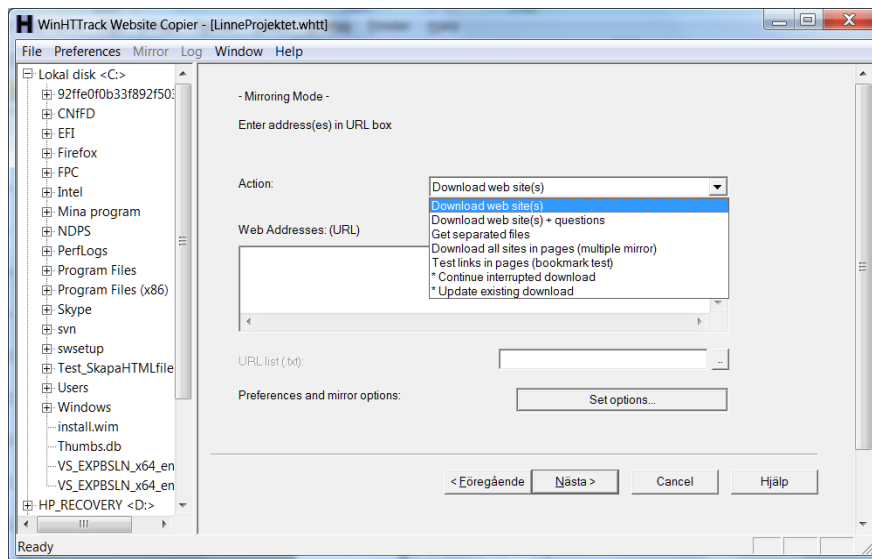 WinHTTrack Website Copier - [LinneProjektet.whtt]
File Preferences Mirror Log Window Help
Lokal disk <C:>
92ffe0f0b33f892f503
CNfFD
EFI
Firefox
FPC
Intel
Mina program
NDPS
PerfLogs
Program Files
Program Files (x86)
Skype
svn
swsetup
Test_SkapaHTMLfile
Users
Windows
install.wim
Thumbs.db
VS_EXPBSLN_x64_en
VS_EXPBSLN_x64_en
HP_RECOVERY <D:>
- Mirroring Mode -
Enter address(es) in URL box
Action:
Download web site(s)
Download web site(s)
Download web site(s) + questions
Get separated files
Download all sites in pages (multiple mirror)
Test links in pages (bookmark test)
* Continue interrupted download
* Update existing download
Web Addresses: (URL)
URL list (.txt):
..
Preferences and mirror options:
Set options...
< Föregående
Nästa >
Cancel
Hjälp
Ready